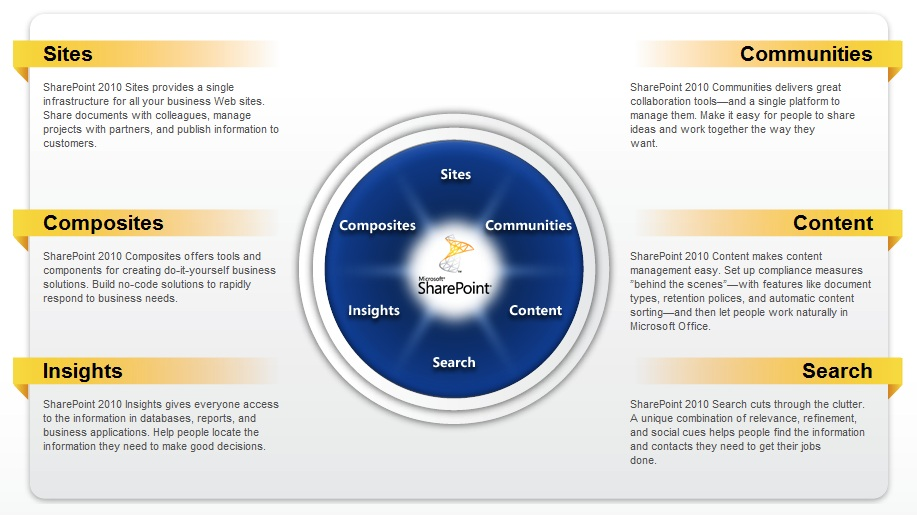 Sites
SharePoint 2010 Sites provides a single
infrastructure for all your business Web sites.
Share documents with colleagues, manage
projects with partners, and publish information to
customers.
Composites
SharePoint 2010 Composites offers tools and
components for creating do-it-yourself business
solutions. Build no-code solutions to rapidly
respond to business needs.
Insights
SharePoint 2010 Insights gives everyone access
to the information in databases, reports, and
business applications. Help people locate the
information they need to make good decisions.
Sites
Composites
Communities
Microsoft®
SharePoint®
Insights
Content
Search
Communities
SharePoint 2010 Communities delivers great
collaboration tools—and a single platform to
manage them. Make it easy for people to share
ideas and work together the way they
want.
Content
SharePoint 2010 Content makes content
management easy. Set up compliance measures
"behind the scenes"—with features like document
types, retention polices, and automatic content
sorting—and then let people work naturally in
Microsoft Office.
Search
SharePoint 2010 Search cuts through the clutter.
A unique combination of relevance, refinement,
and social cues helps people find the information
and contacts they need to get their jobs
done.